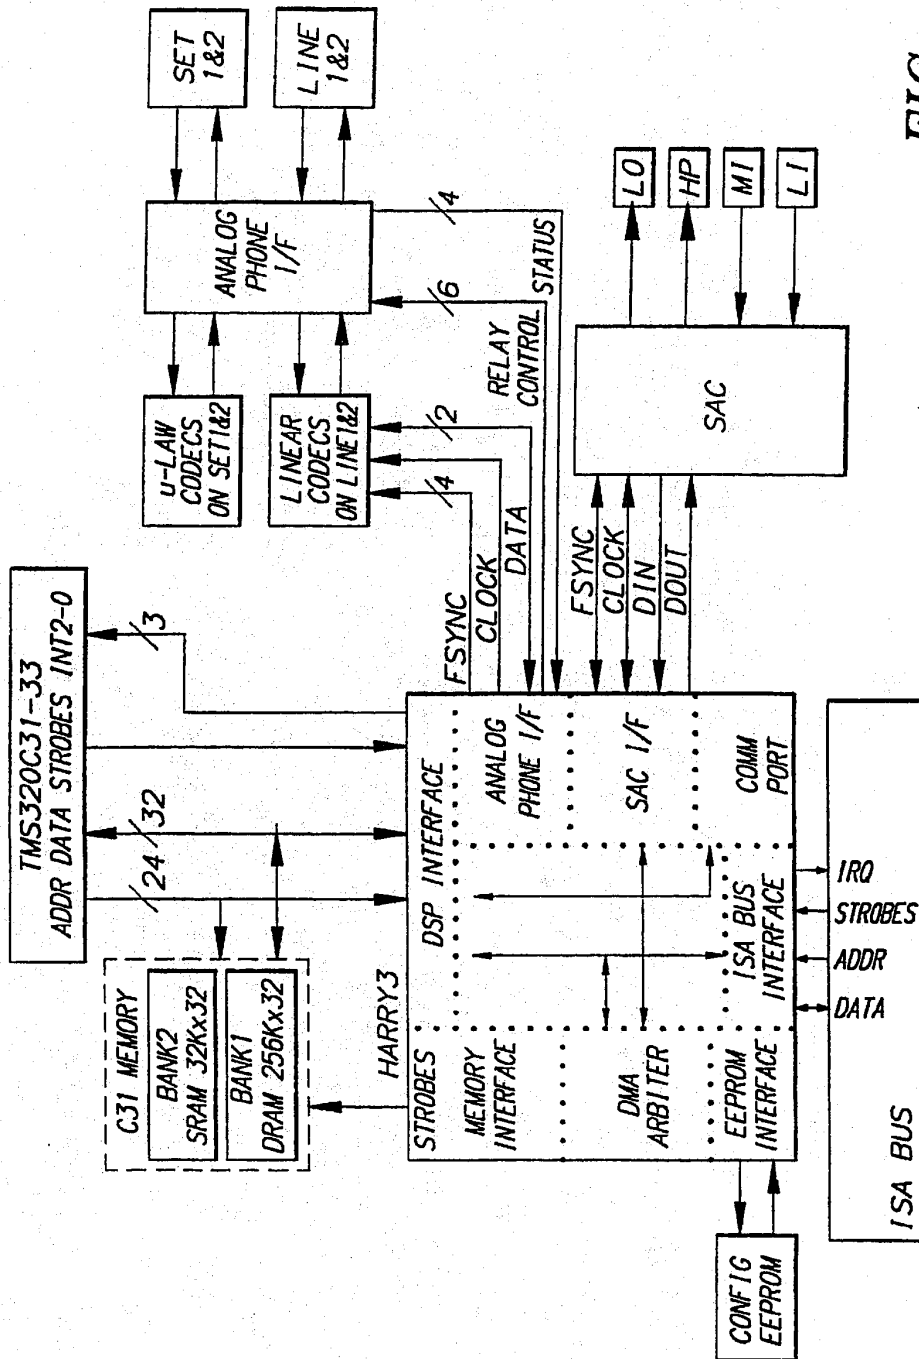 TMS320C31-33
ADDR DATA STROBES INT2-0
24
32
3
C31 MEMORY
BANK2
SRAM 32Kx32
BANK1
DRAM 256Kx32
HARRY3
STROBES
DSP INTERFACE
MEMORY
INTERFACE
DMA
ARBITER
EEPROM
INTERFACE
ISA BUS
INTERFACE
ANALOG
PHONE I/F
SAC I/F
COMM
PORT
CONFIG
EEPROM
ISA BUS
DATA
ADDR
STROBES
IRQ
u-LAW
CODECS
ON SET1&2
LINEAR
CODECS
ON LINE1&2
4
2
FSYNC
CLOCK
DATA
RELAY
CONTROL
6
STATUS
4
ANALOG
PHONE
I/F
SET
1&2
LINE
1&2
FSYNC
CLOCK
DIN
DOUT
SAC
LO
HP
MI
LI
FIG